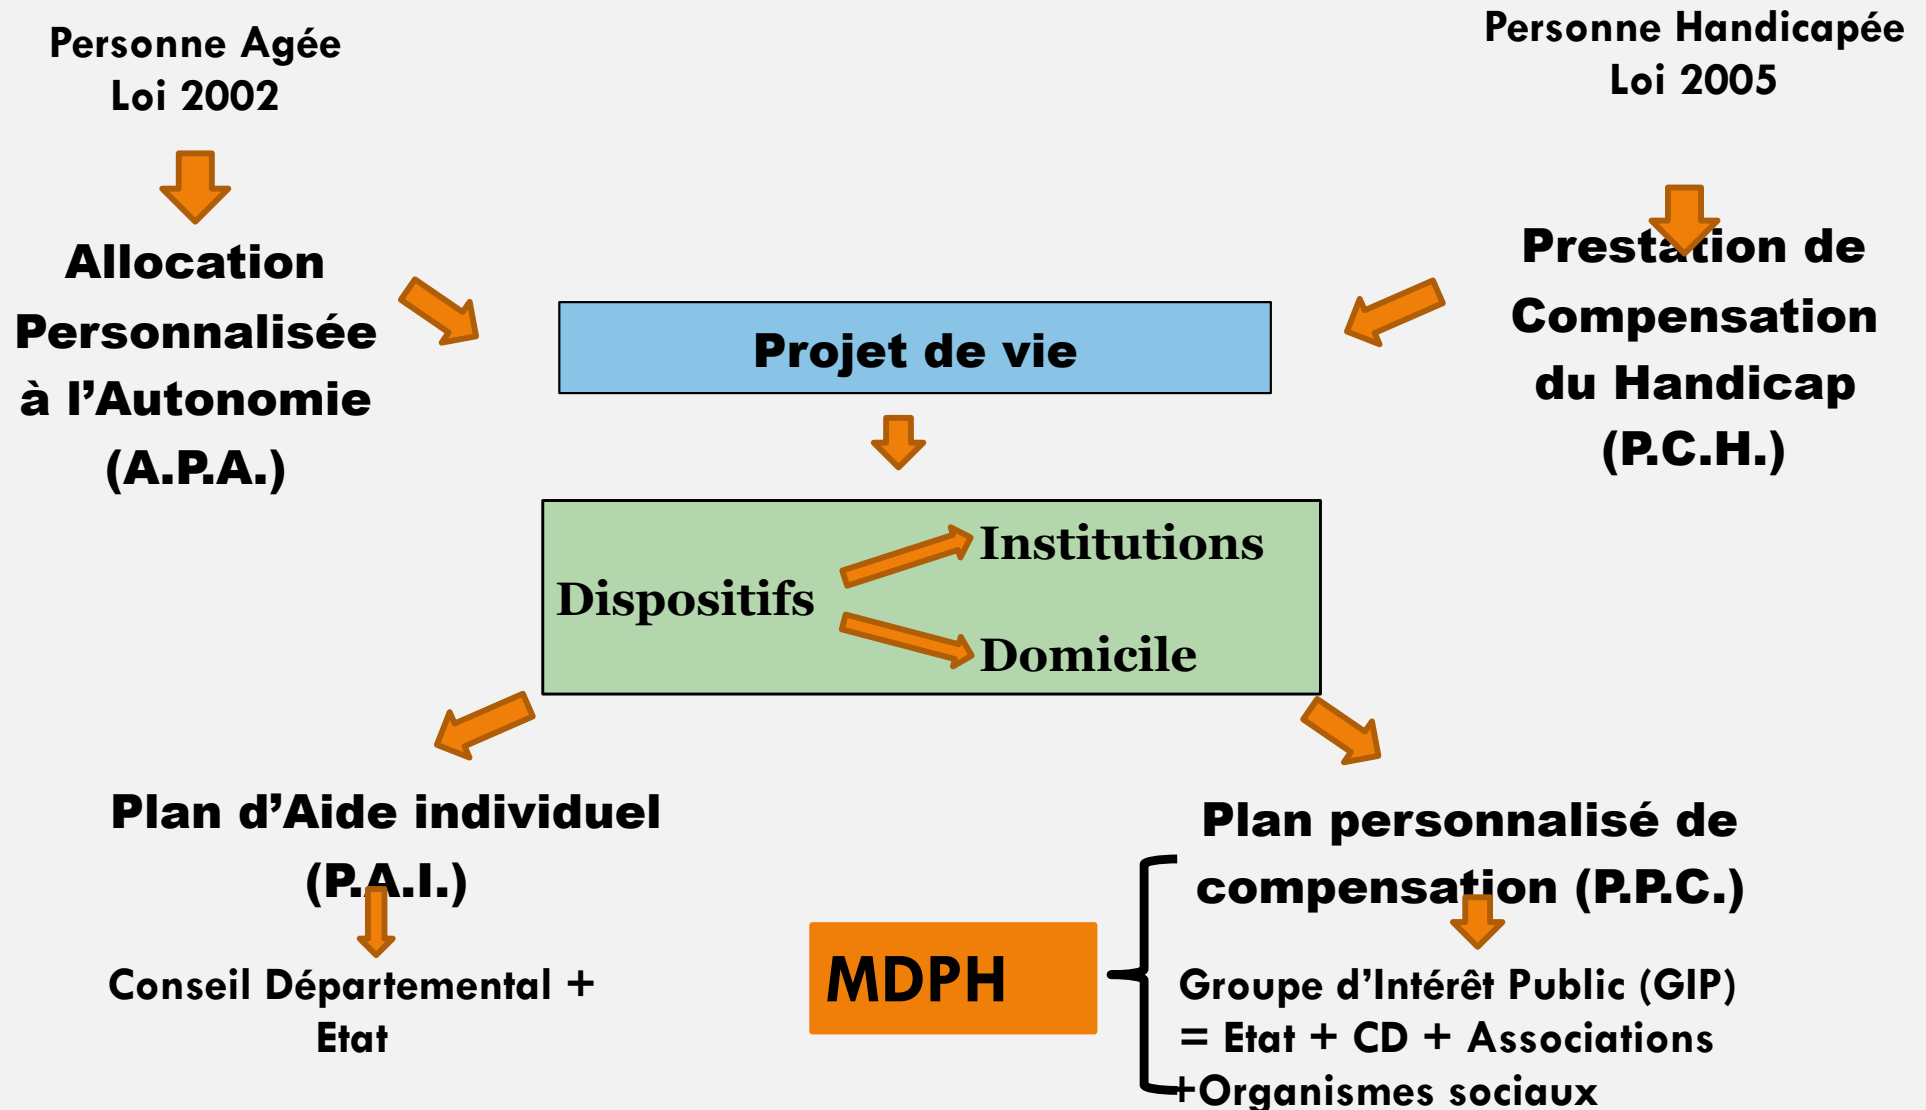 Personne Agée
Loi 2002
Personne Handicapée
Loi 2005
Allocation
Personnalisée
à l’Autonomie
(A.P.A.)
Prestation de
Compensation
du Handicap
(P.C.H.)
Projet de vie
Dispositifs
Institutions
Domicile
Plan d’Aide individuel
(P.A.I.)
Conseil Départemental +
Etat
Plan personnalisé de
compensation (P.P.C.)
MDPH
Groupe d’Intérêt Public (GIP)
= Etat + CD + Associations
+Organismes sociaux